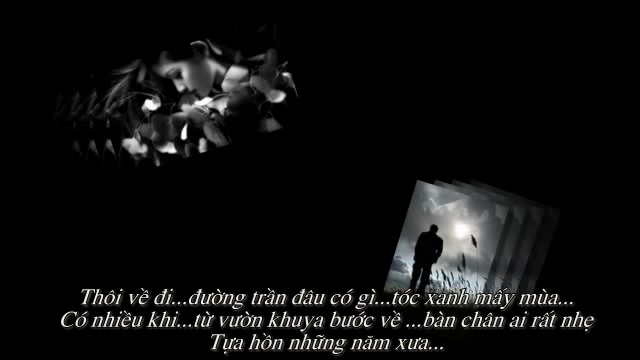 Thôi về đi...đường trần đâu có gì...tóc xanh mấy mùa...
Có nhiều khi...từ vườn khuya bước về ...bàn chân ai rất nhẹ
Tựa hồn những năm xưa...